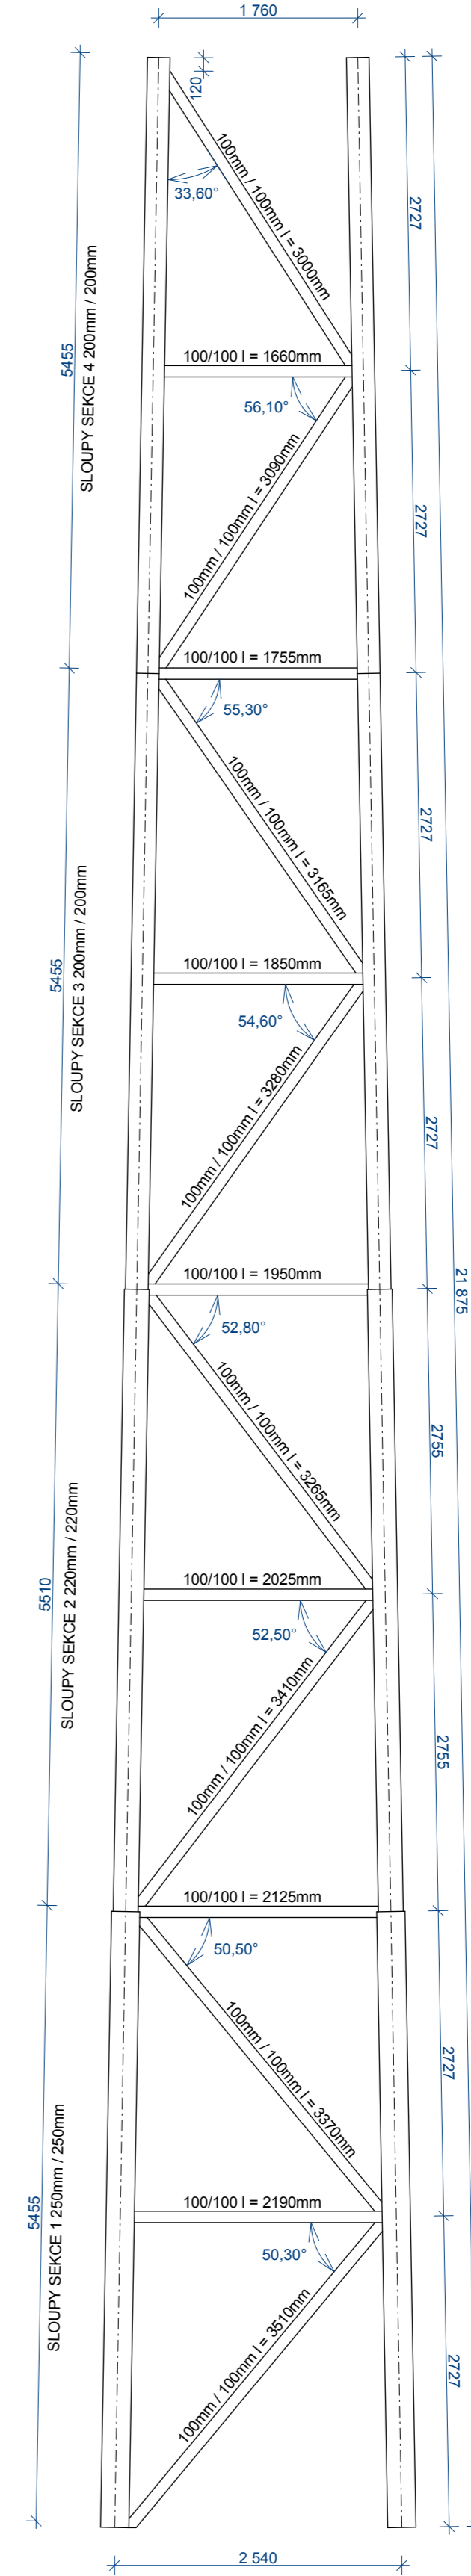 1 760
120
100mm / 100mm l = 3000mm
33,60°
2727
5455
SLOUPY SEKCE 4 200mm / 200mm
100/100 l = 1660mm
56,10°
100mm / 100mm l = 3090mm
2727
100/100 l = 1755mm
55,30°
100mm / 100mm l = 3165mm
2727
5455
SLOUPY SEKCE 3 200mm / 200mm
100/100 l = 1850mm
54,60°
100mm / 100mm l = 3280mm
2727
100/100 l = 1950mm
21 875
52,80°
100mm / 100mm l = 3265mm
2755
5510
SLOUPY SEKCE 2 220mm / 220mm
100/100 l = 2025mm
52,50°
100mm / 100mm l = 3410mm
2755
100/100 l = 2125mm
50,50°
100mm / 100mm l = 3370mm
2727
5455
SLOUPY SEKCE 1 250mm / 250mm
100/100 l = 2190mm
50,30°
100mm / 100mm l = 3510mm
2727
2 540